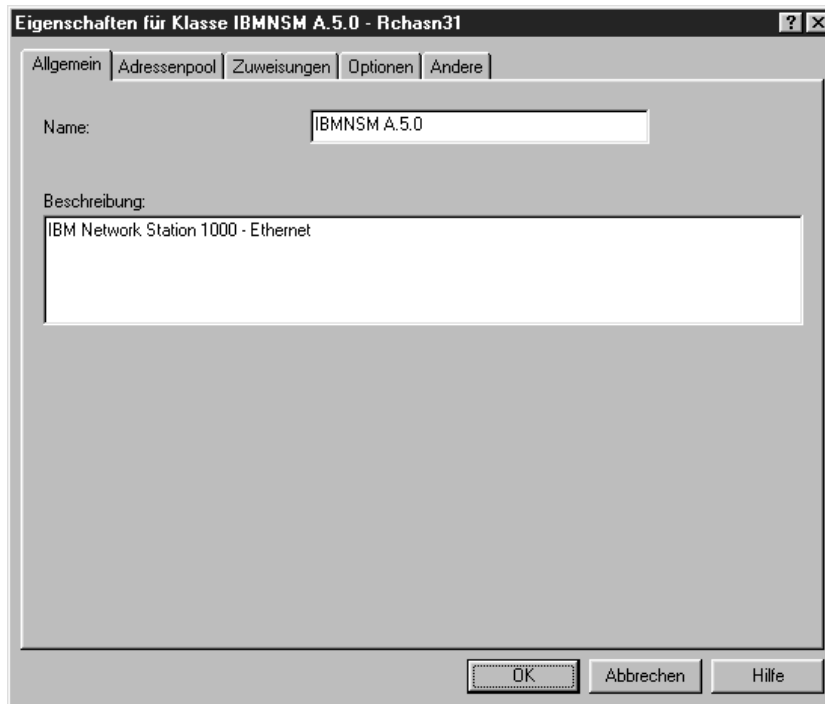 Eigenschaften für Klasse IBMNSM A.5.0 - Rchasn31
Allgemein Adressenpool Zuweisungen Optionen Andere
Name: IBMNSM A.5.0
Beschreibung:
IBM Network Station 1000 - Ethernet
OK Abbrechen Hilfe